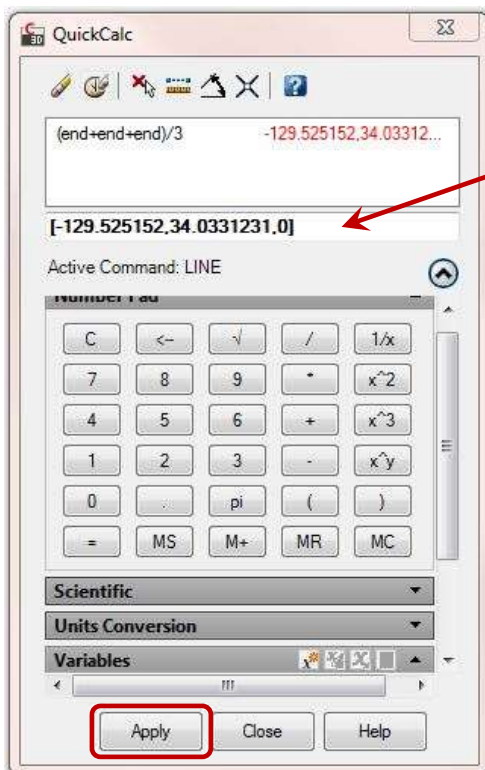 QuickCalc
(end+end+end)/3 -129.525152,34.03312...
[-129.525152,34.0331231,0]
Active Command: LINE
Number Pad
C <-- √ / 1/x
7 8 9 * x^2
4 5 6 + x^3
1 2 3 - x^y
0 . pi ( )
= MS M+ MR MC
Scientific
Units Conversion
Variables
Apply Close Help